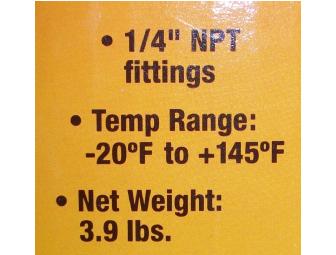 • 1/4" NPT
fittings
• Temp Range:
-20ºF to +145ºF
• Net Weight:
3.9 lbs.